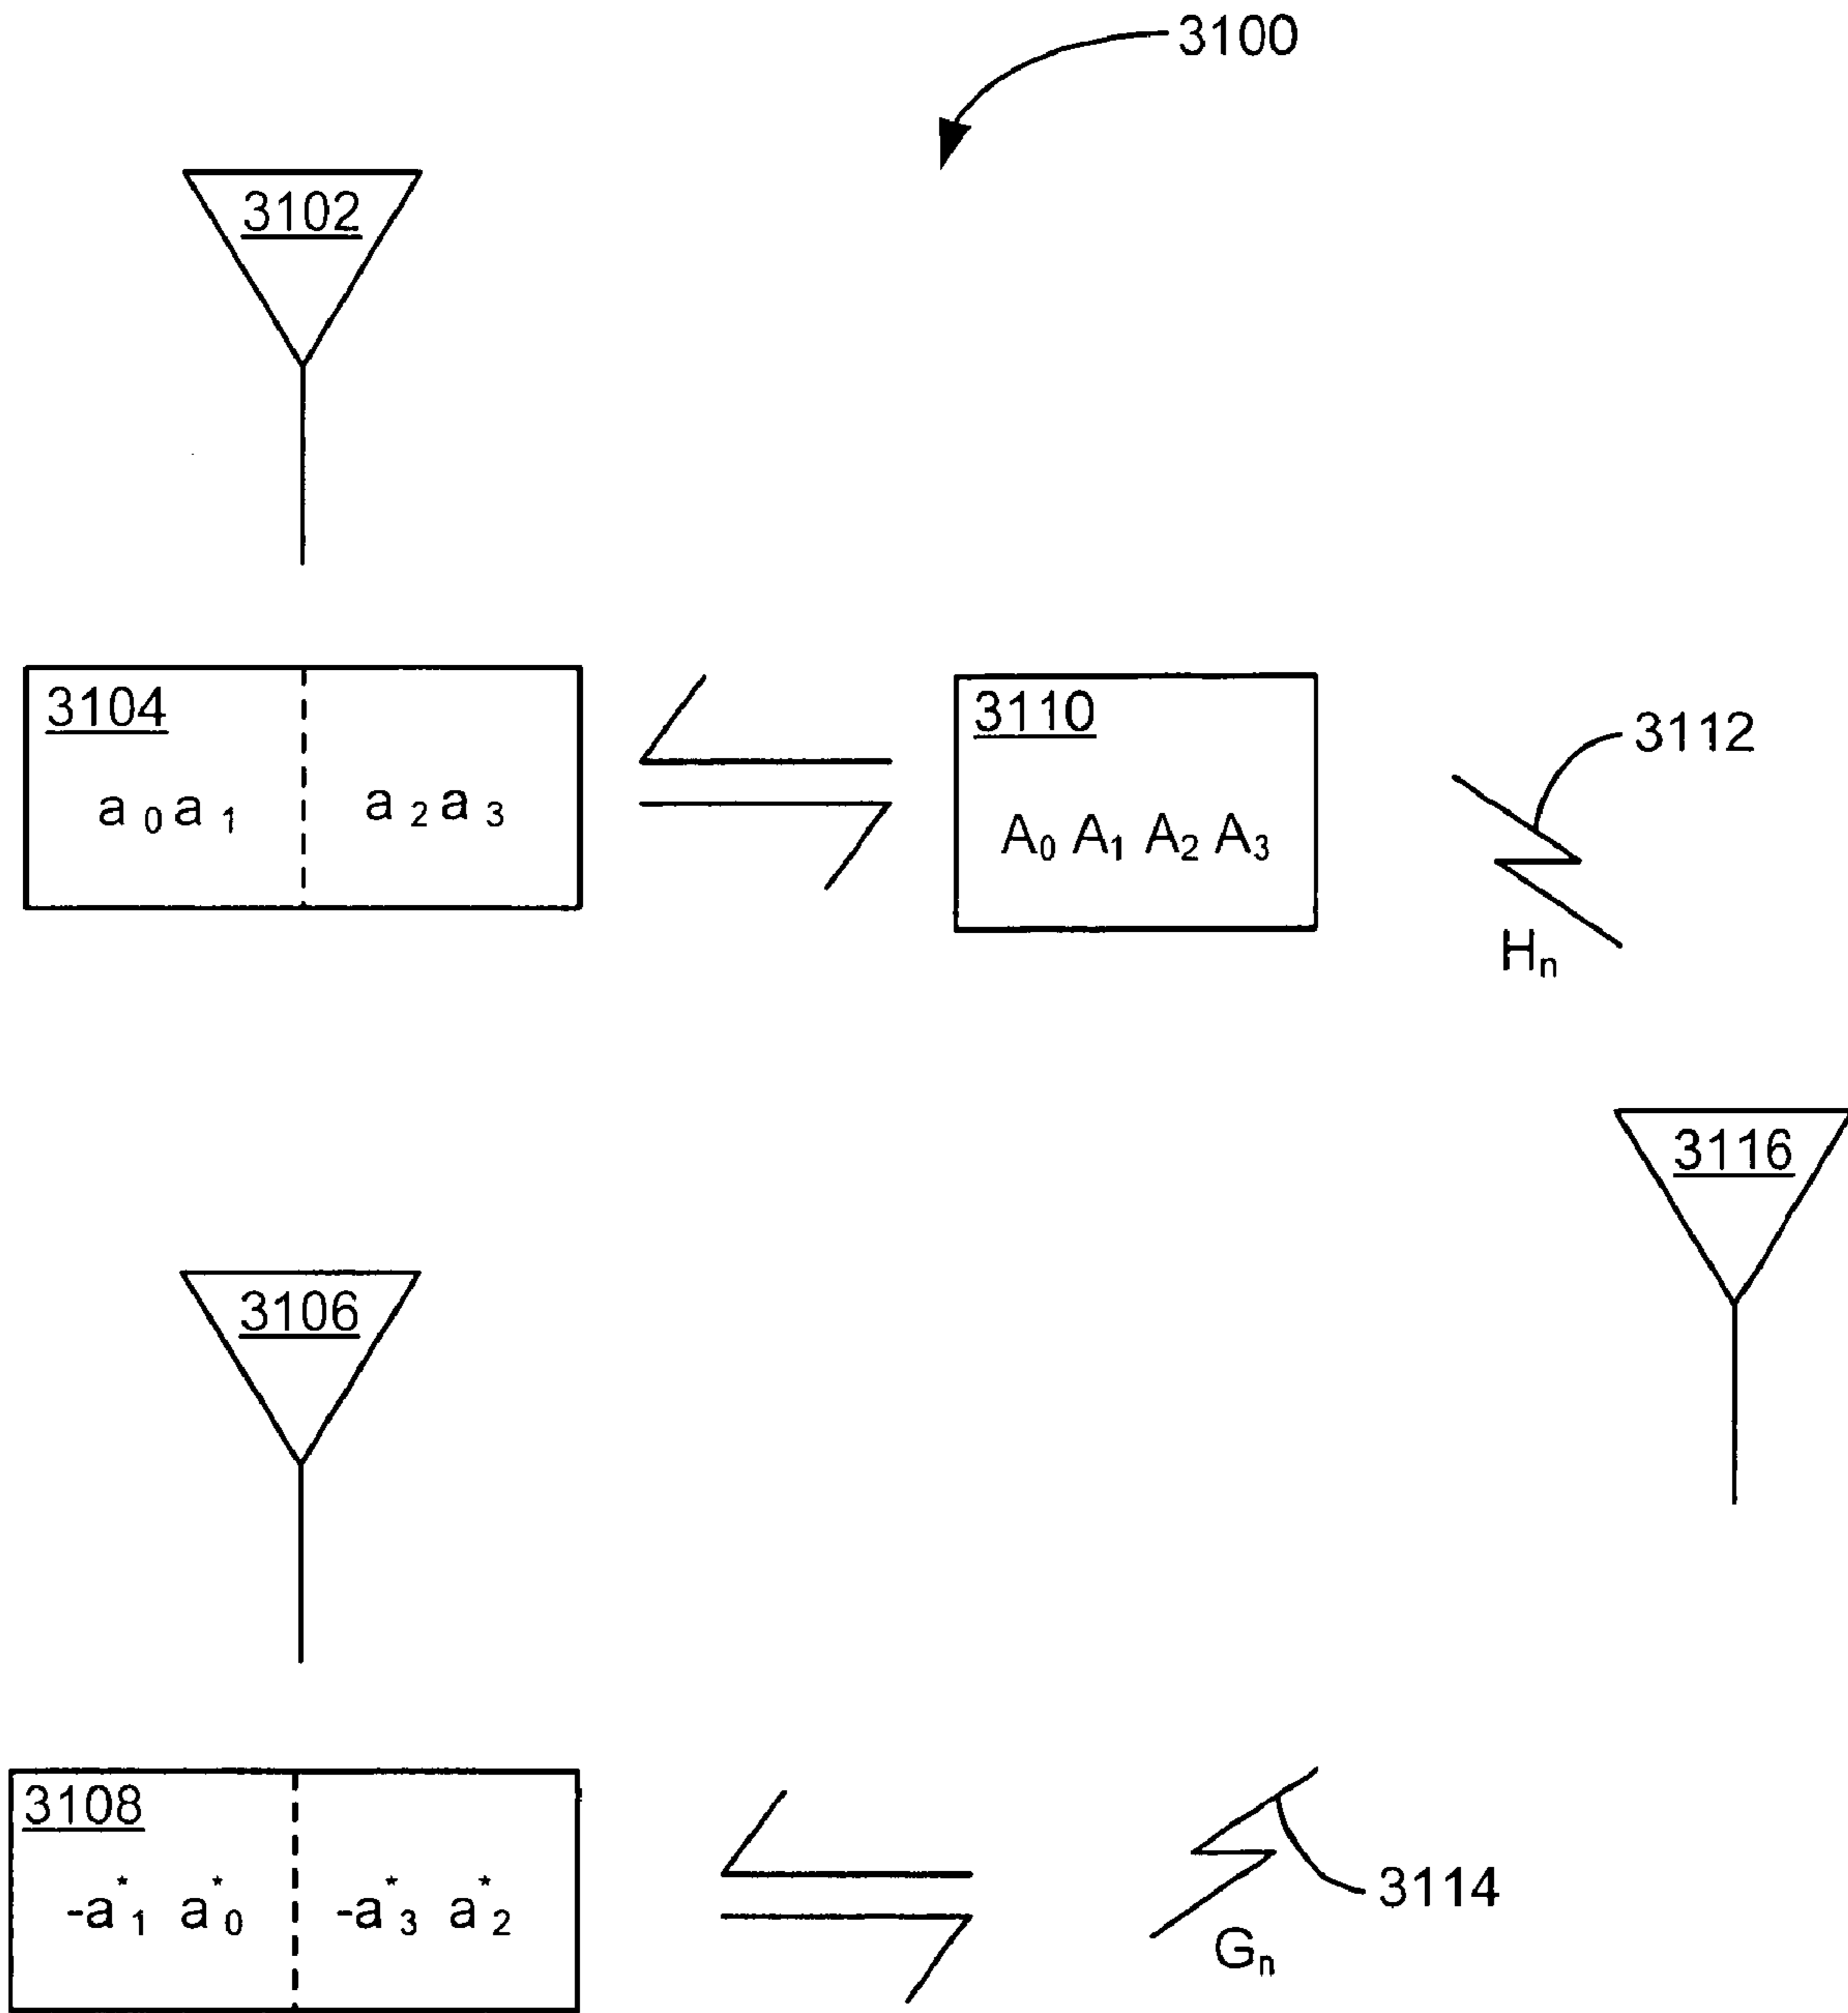 3100
3102
3104
a₀a₁ a₂a₃
3110
A₀ A₁ A₂ A₃
3112
Hₙ
3116
3106
3108
-a*₁ a*₀ -a*₃ a*₂
3114
Gₙ